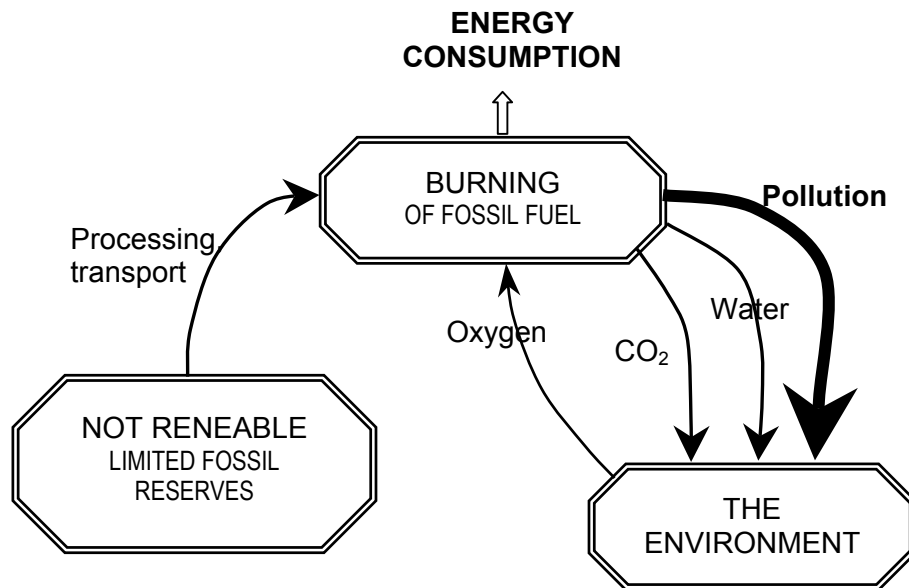 ENERGY
CONSUMPTION
BURNING
OF FOSSIL FUEL
Pollution
Processing,
transport
Oxygen
CO₂
Water
NOT RENEABLE
LIMITED FOSSIL
RESERVES
THE
ENVIRONMENT